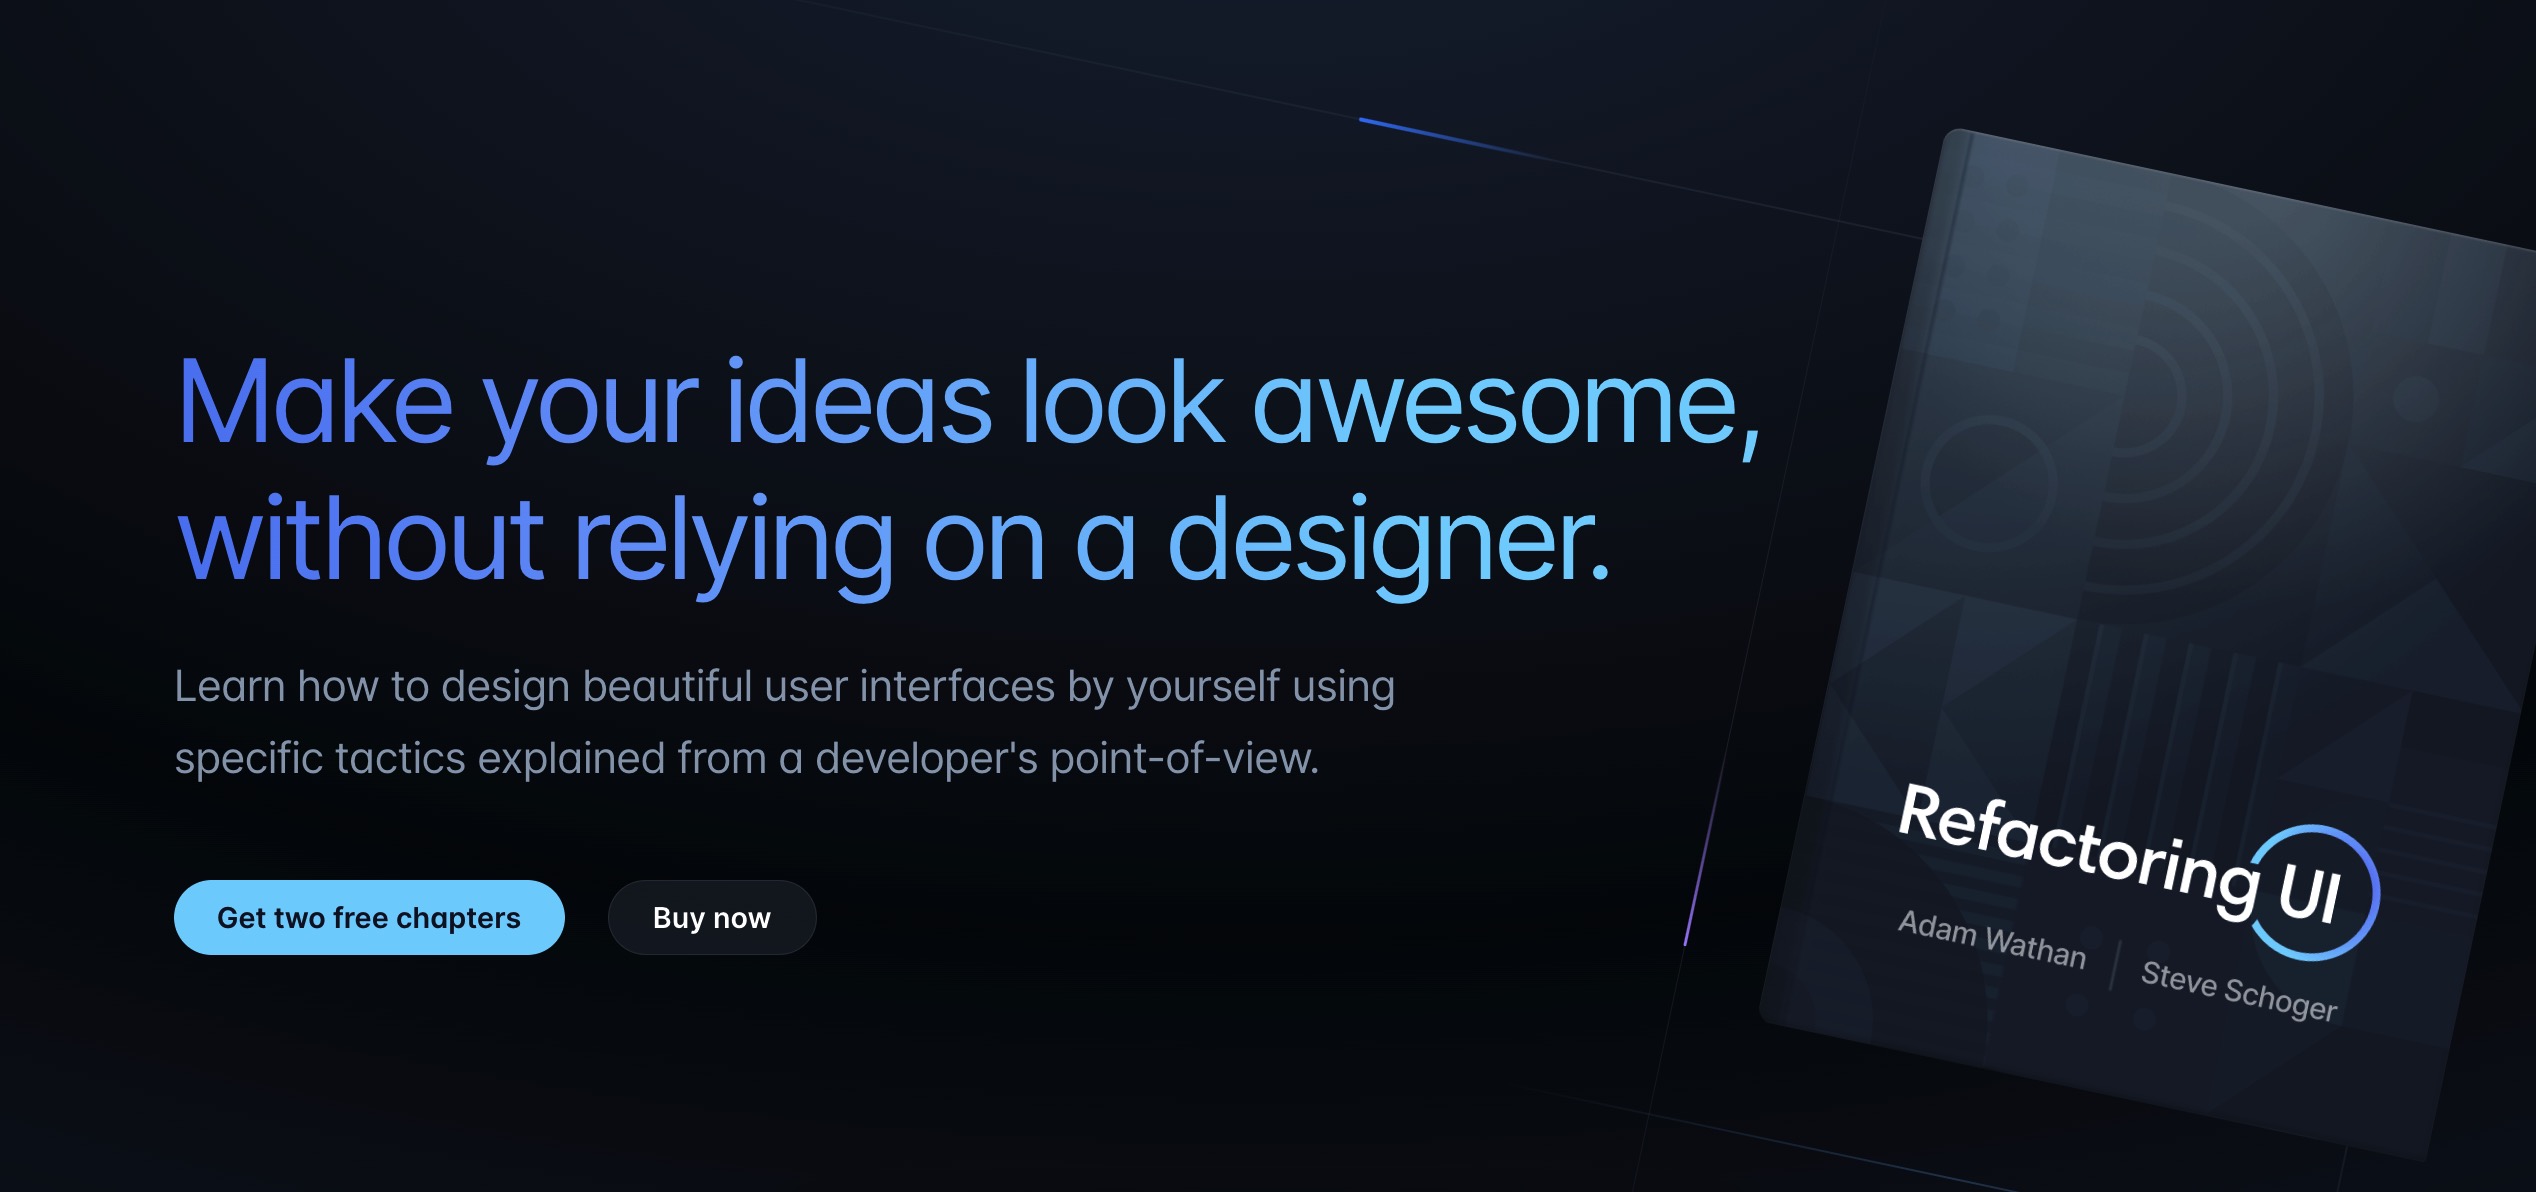 Make your ideas look awesome,
without relying on a designer.
Learn how to design beautiful user interfaces by yourself using
specific tactics explained from a developer's point-of-view.
Get two free chapters
Buy now
Refactoring UI
Adam Wathan | Steve Schoger